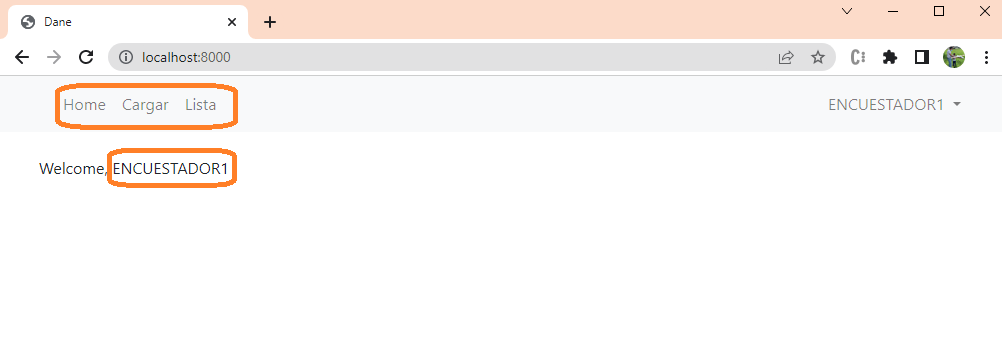 Dane
localhost:8000
Home Cargar Lista ENCUESTADOR1
Welcome, ENCUESTADOR1